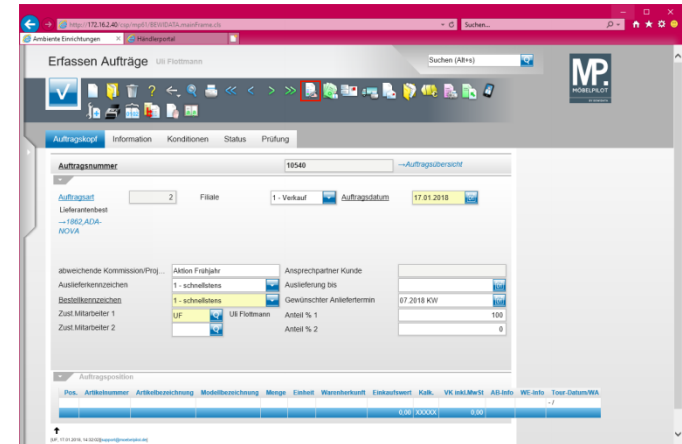 http://172.16.2.40/csp/mp61/BEWIDATA.mainframe.cls
Suchen...
Ambiente Einrichtungen
Händlerportal
Erfassen Aufträge Uli Flottmann
Suchen (Alt+s)
MP.
MÖBELPILOT
Auftragskopf Information Konditionen Status Prüfung
Auftragsnummer 10540 →Auftragsübersicht
Auftragsart 2 Filiale 1 - Verkauf Auftragsdatum 17.01.2018
Lieferantenbest
→1862,ADA-
NOVA
abweichende Kommission/Proj... Aktion Frühjahr Ansprechpartner Kunde
Auslieferkennzeichen 1 - schnellstens Auslieferung bis
Bestellkennzeichen 1 - schnellstens Gewünschter Anliefertermin 07.2018 KW
Zust.Mitarbeiter 1 UF Uli Flottmann Anteil % 1 100
Zust.Mitarbeiter 2 Anteil % 2 0
Auftragsposition
Pos. Artikelnummer Artikelbezeichnung Modellbezeichnung Menge Einheit Warenherkunft Einkaufswert Kalk. VK inkl.MwSt AB-Info WE-Info Tour-Datum/WA
- /
0,00 XXXXX 0,00